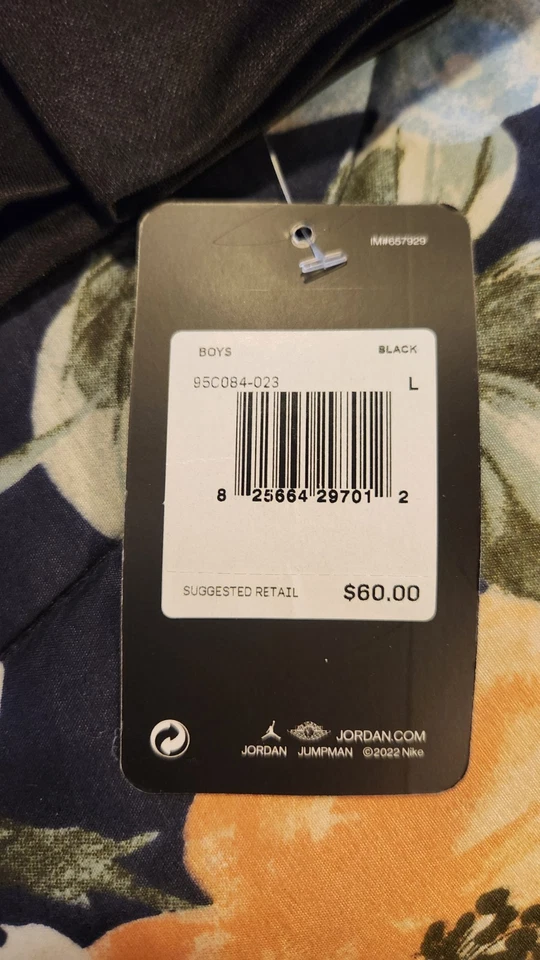 IM#657929
BOYS BLACK
95C084-023 L
8 25664 29701 2
SUGGESTED RETAIL $60.00
JORDAN.COM
JORDAN JUMPMAN ©2022 Nike